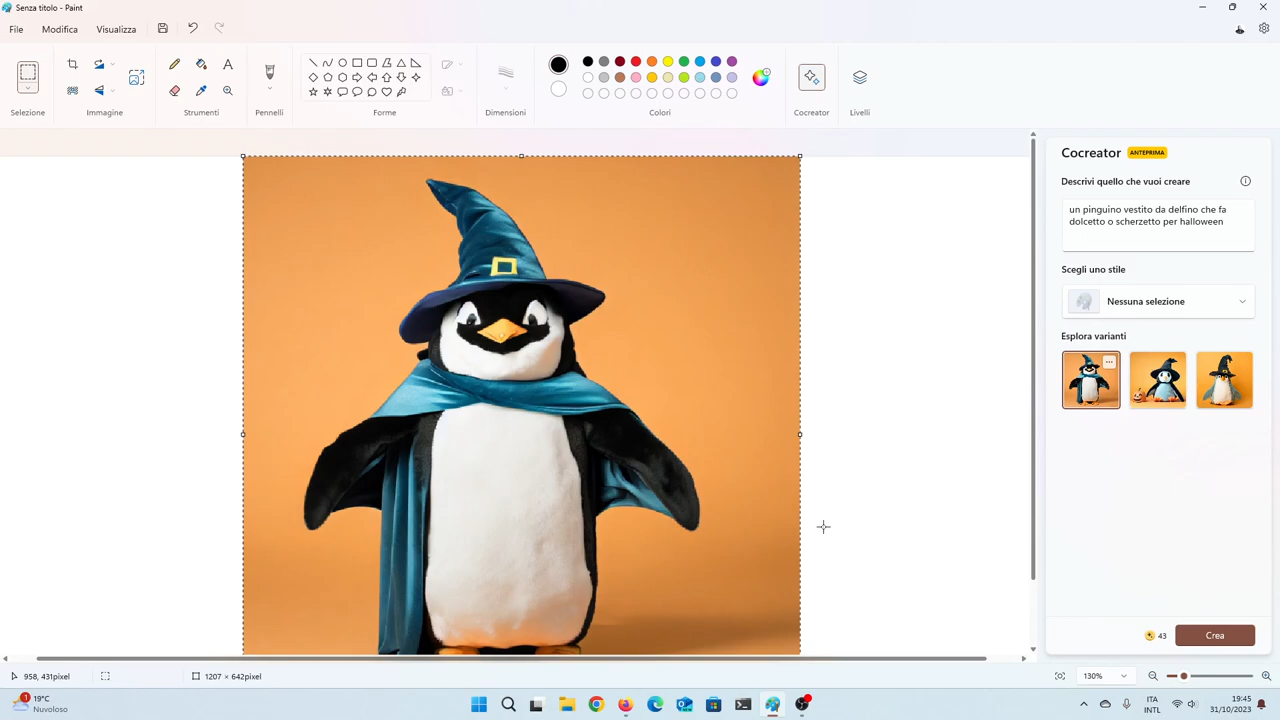 Senza titolo - Paint
File Modifica Visualizza
Selezione Immagine Strumenti Pennelli Forme Dimensioni Colori Cocreator Livelli
Cocreator ANTEPRIMA
Descrivi quello che vuoi creare
un pinguino vestito da delfino che fa
dolcetto o scherzetto per halloween
Scegli uno stile
Nessuna selezione
Esplora varianti
43 Crea
958, 431pixel 1207 × 642pixel 130%
1 19°C
Nuvoloso
ITA
INTL
19:45
31/10/2023